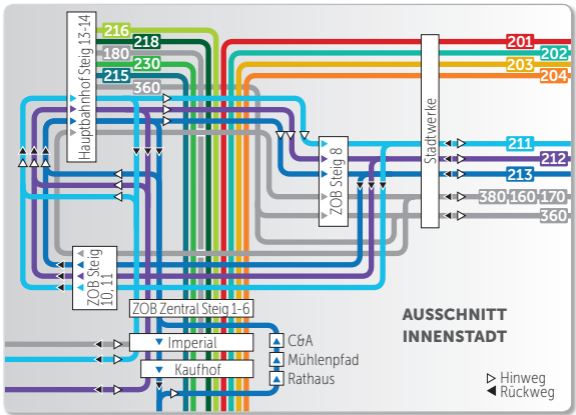 216
218
180
230
215
360
Hauptbahnhof Steig 13-14
201
202
203
204
Stadtwerke
ZOB Steig 8
211
212
213
380 160 170
360
ZOB Steig
10, 11
ZOB Zentral Steig 1-6
Imperial
Kaufhof
C&A
Mühlenpfad
Rathaus
AUSSCHNITT
INNENSTADT
Hinweg
Rückweg